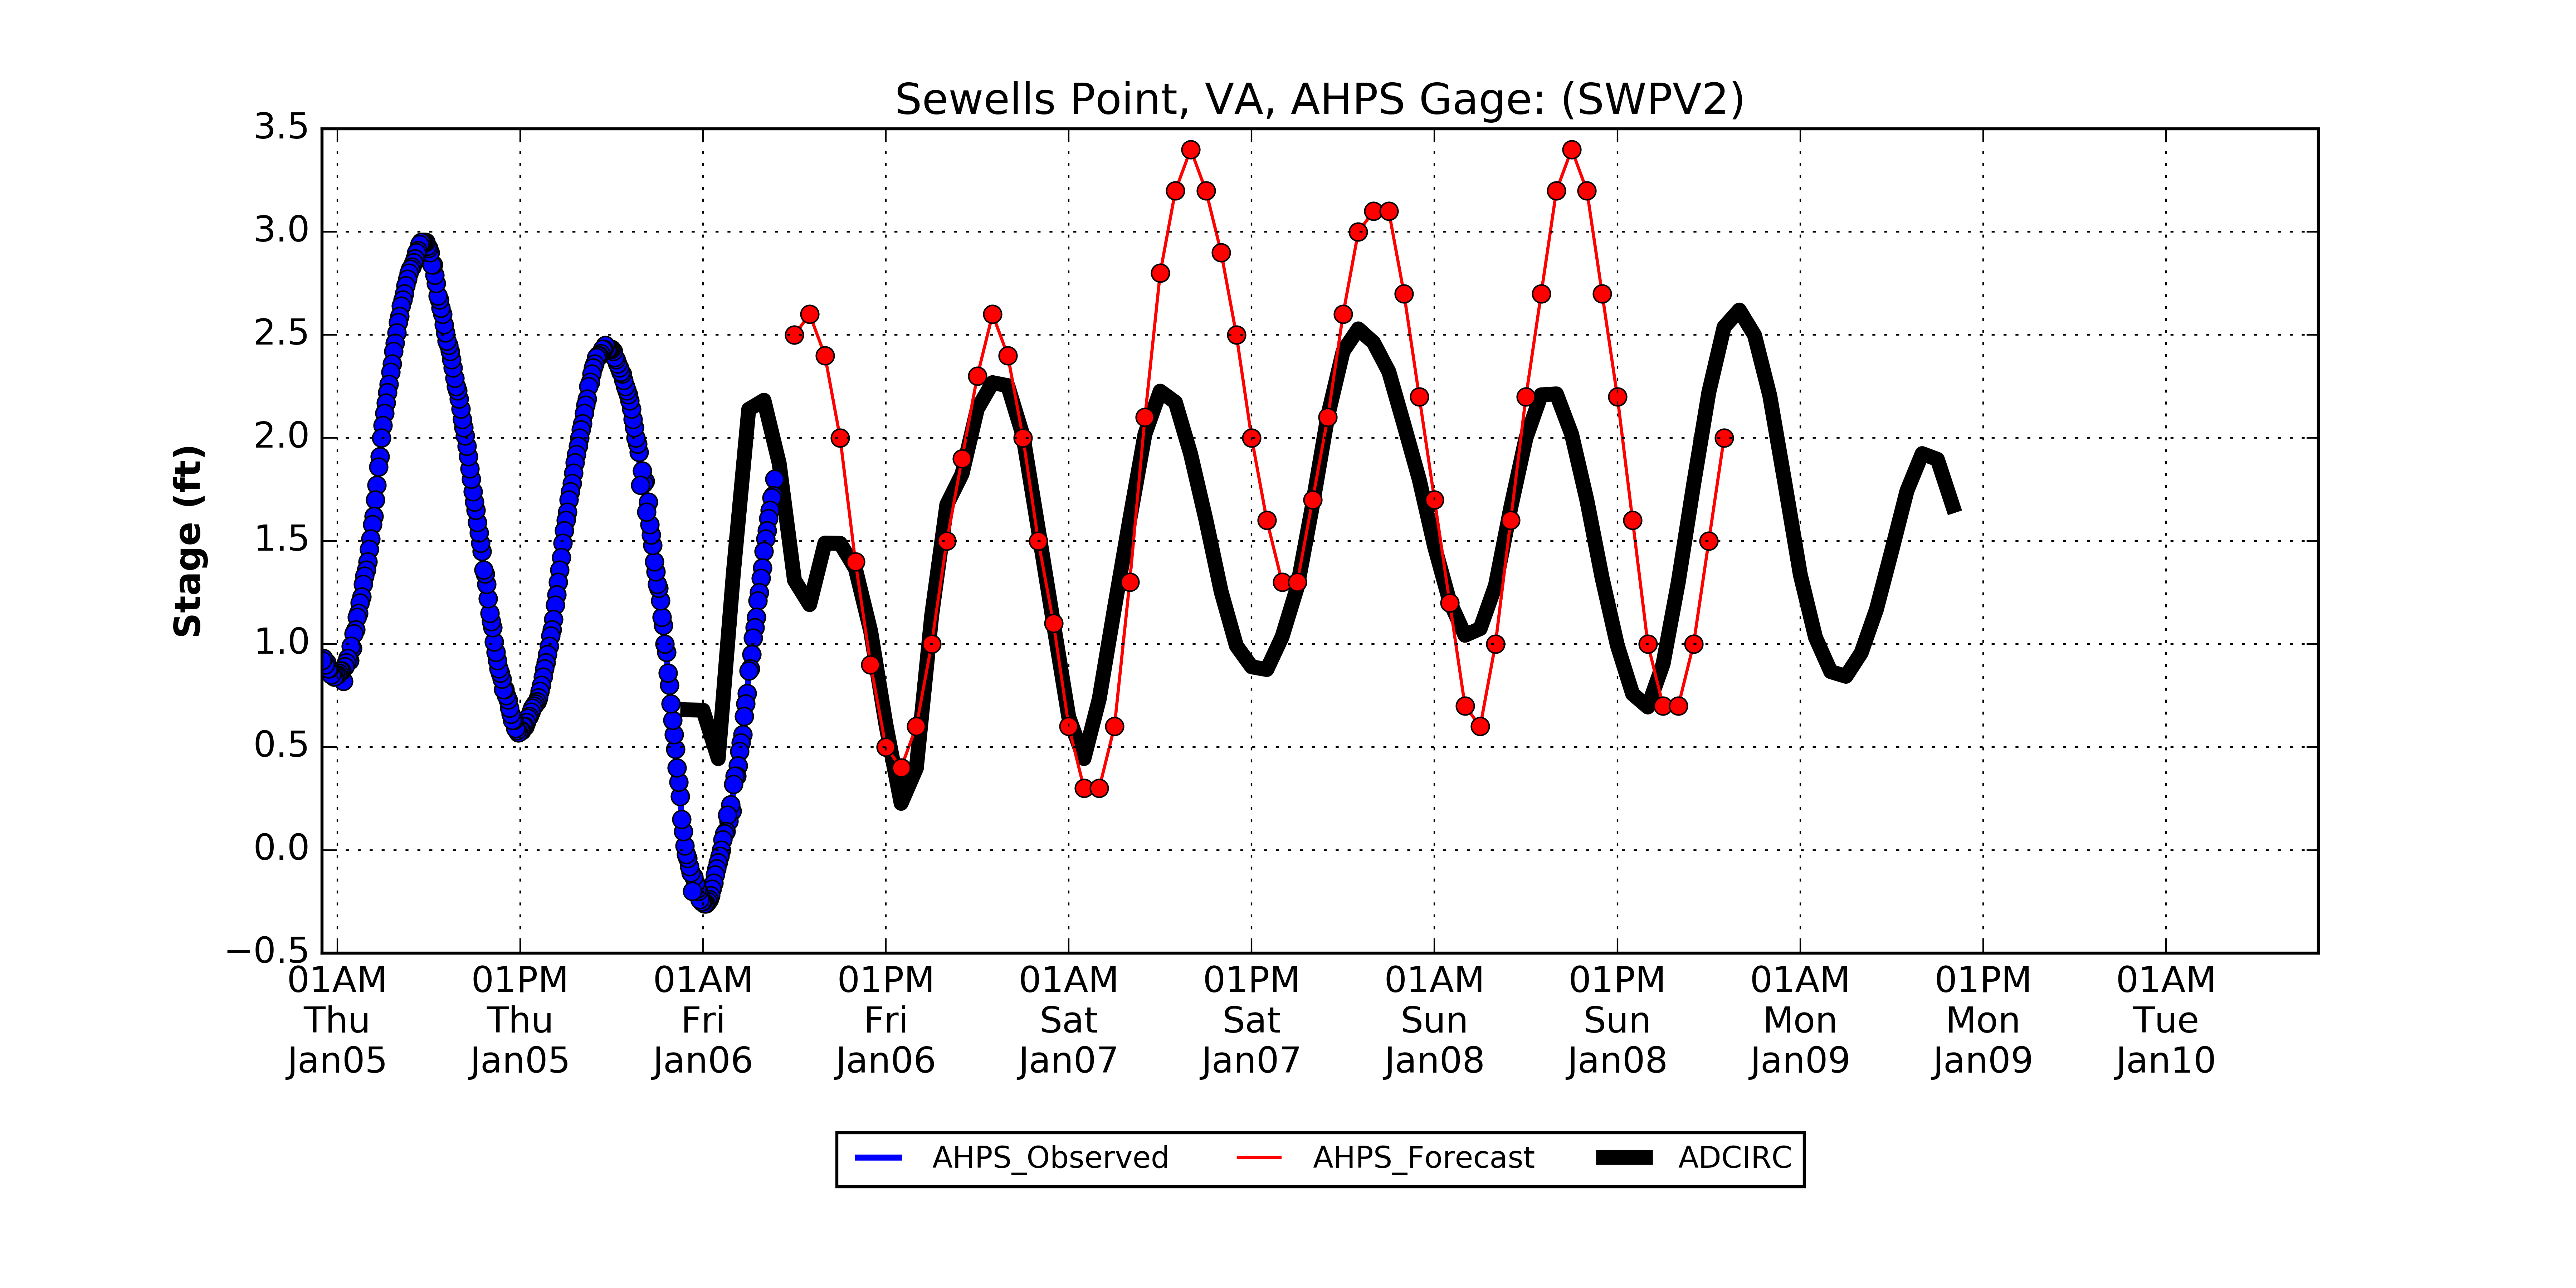 Sewells Point, VA, AHPS Gage: (SWPV2)
Stage (ft)
3.5
3.0
2.5
2.0
1.5
1.0
0.5
0.0
−0.5
01AM 01PM 01AM 01PM 01AM 01PM 01AM 01PM 01AM 01PM 01AM
Thu Thu Fri Fri Sat Sat Sun Sun Mon Mon Tue
Jan05 Jan05 Jan06 Jan06 Jan07 Jan07 Jan08 Jan08 Jan09 Jan09 Jan10
AHPS_Observed AHPS_Forecast ADCIRC